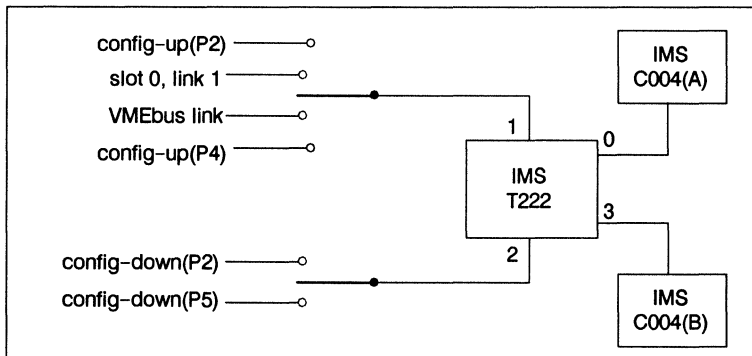 config-up(P2)
slot 0, link 1
VMEbus link
config-up(P4)
1
0
IMS
C004(A)
IMS
T222
3
2
config-down(P2)
config-down(P5)
IMS
C004(B)